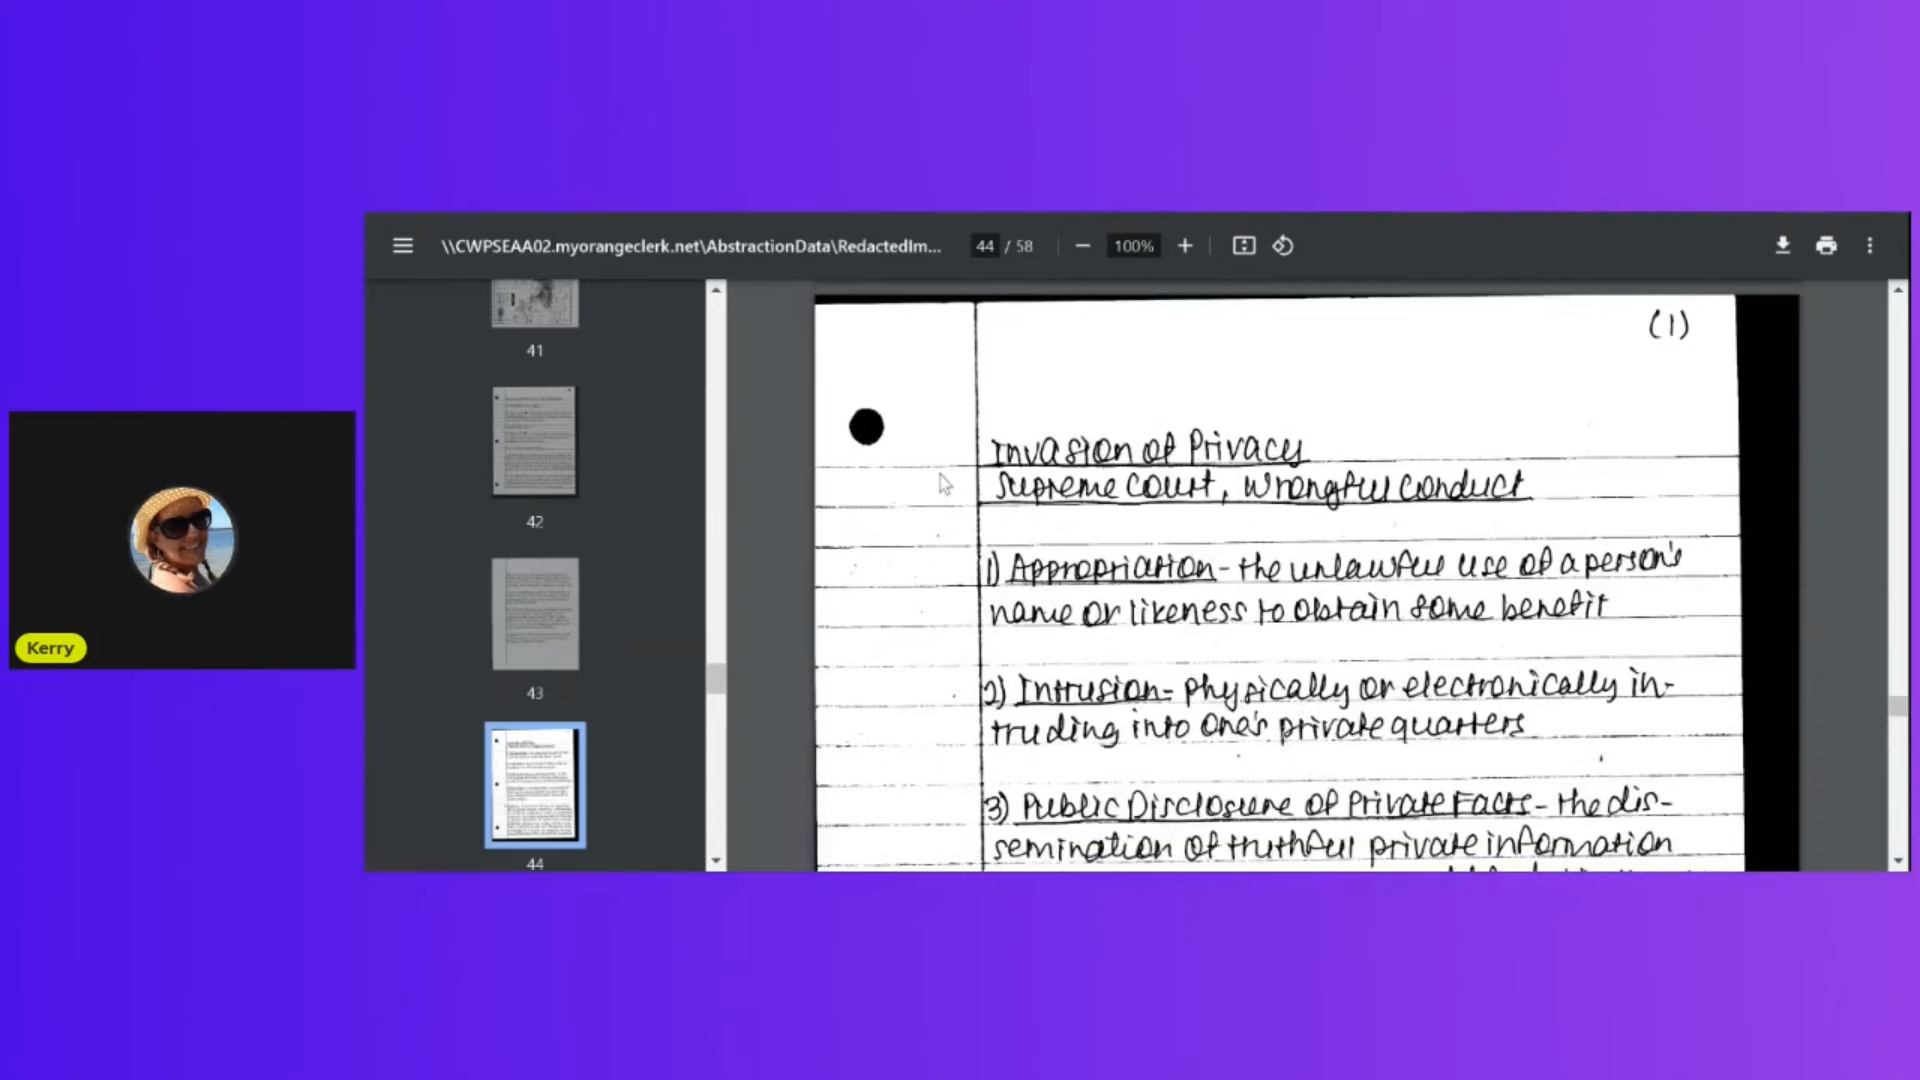 \\CWPSEAA02.myorangeclerk.net\AbstractionData\RedactedIm... 44 / 58 100%
41
42
43
44
Kerry
(1)
Invasion of Privacy
Supreme Court, Wrongful Conduct
1) Appropriation - the unlawful use of a person's
name or likeness to obtain some benefit
2) Intrusion - physically or electronically in-
truding into one's private quarters
3) Public Disclosure of Private Facts - the dis-
semination of truthful private information